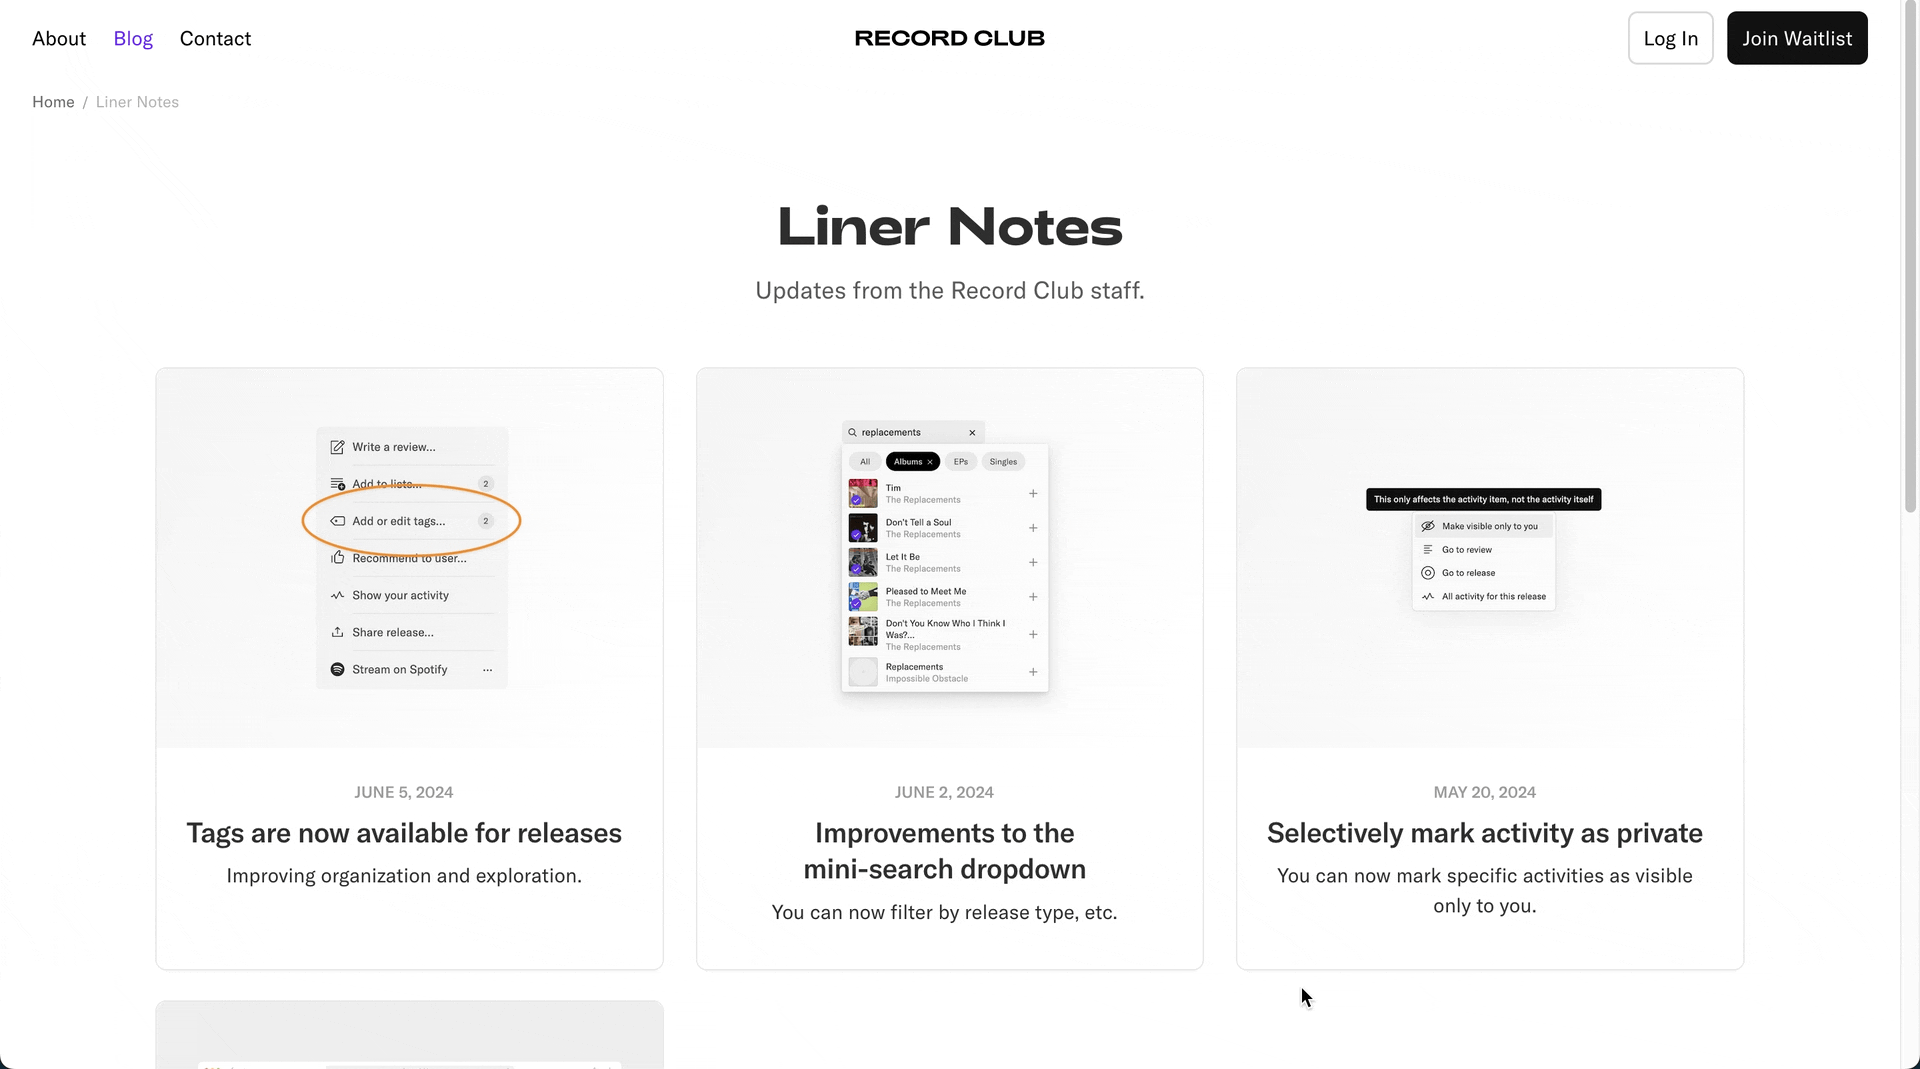 About Blog Contact
RECORD CLUB
Log In
Join Waitlist
Home / Liner Notes
Liner Notes
Updates from the Record Club staff.
Write a review...
Add to lists... 2
Add or edit tags... 2
Recommend to user...
Show your activity
Share release...
Stream on Spotify ...
JUNE 5, 2024
Tags are now available for releases
Improving organization and exploration.
replacements
All Albums × EPs Singles
Tim
The Replacements
Don't Tell a Soul
The Replacements
Let It Be
The Replacements
Pleased to Meet Me
The Replacements
Don't You Know Who I Think I
Was?...
The Replacements
Replacements
Impossible Obstacle
JUNE 2, 2024
Improvements to the
mini-search dropdown
You can now filter by release type, etc.
This only affects the activity item, not the activity itself
Make visible only to you
Go to review
Go to release
All activity for this release
MAY 20, 2024
Selectively mark activity as private
You can now mark specific activities as visible
only to you.